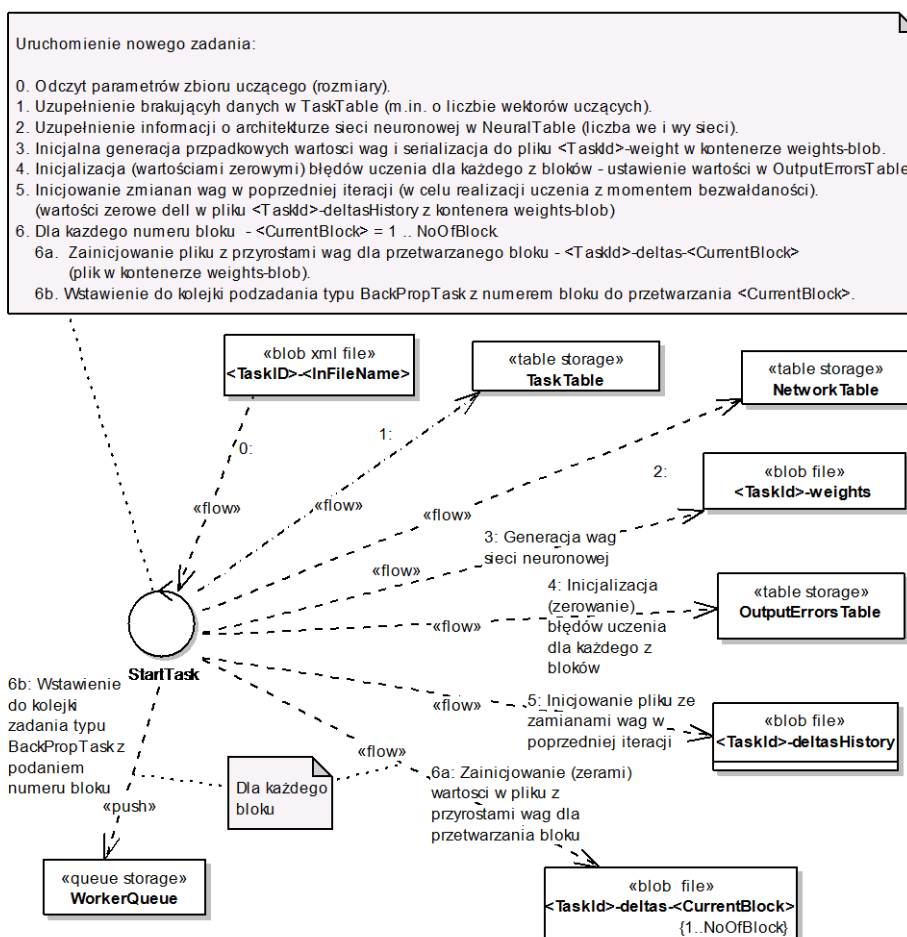 Uruchomienie nowego zadania:
0. Odczyt parametrów zbioru uczącego (rozmiary).
1. Uzupełnienie brakujących danych w TaskTable (m.in. o liczbie wektorów uczących).
2. Uzupełnienie informacji o architekturze sieci neuronowej w NeuralTable (liczba we i wy sieci).
3. Inicjalna generacja przpadkowych wartosci wag i serializacja do pliku <TaskId>-weight w kontenerze weights-blob.
4. Inicjalizacja (wartościami zerowymi) błędów uczenia dla każdego z bloków - ustawienie wartości w OutputErrorsTable
5. Inicjowanie zmianan wag w poprzedniej iteracji (w celu realizacji uczenia z momentem bezwałdaności).
(wartości zerowe dell w pliku <TaskId>-deltasHistory z kontenera weights-blob)
6. Dla kazdego numeru bloku - <CurrentBlock> = 1 .. NoOfBlock.
6a. Zainicjowanie pliku z przyrostami wag dla przetwarzanego bloku - <TaskId>-deltas-<CurrentBlock>
(plik w kontenerze weights-blob).
6b. Wstawienie do kolejki podzadania typu BackPropTask z numerem bloku do przetwarzania <CurrentBlock>.
«blob xml file»
<TaskID>-<InFileName>
«table storage»
TaskTable
«table storage»
NetworkTable
0:
1:
2:
«flow»
«flow»
«flow»
«blob file»
<TaskId>-weights
3: Generacja wag
sieci neuronowej
«flow»
4: Inicjalizacja
(zerowanie)
błędów uczenia
dla każdego z
bloków
«flow»
«table storage»
OutputErrorsTable
StartTask
6b: Wstawienie
do kolejki
zadania typu
BackPropTask z
podaniem
numeru bloku
«push»
5: Inicjowanie pliku ze
zamianami wag w
poprzedniej iteracji
«flow»
«blob file»
<TaskId>-deltasHistory
«flow»
Dla każdego
bloku
6a: Zainicjowanie (zerami)
wartosci w pliku z
przyrostami wag dla
przetwarzania bloku
«queue storage»
WorkerQueue
«blob file»
<TaskId>-deltas-<CurrentBlock>
{1..NoOfBlock}